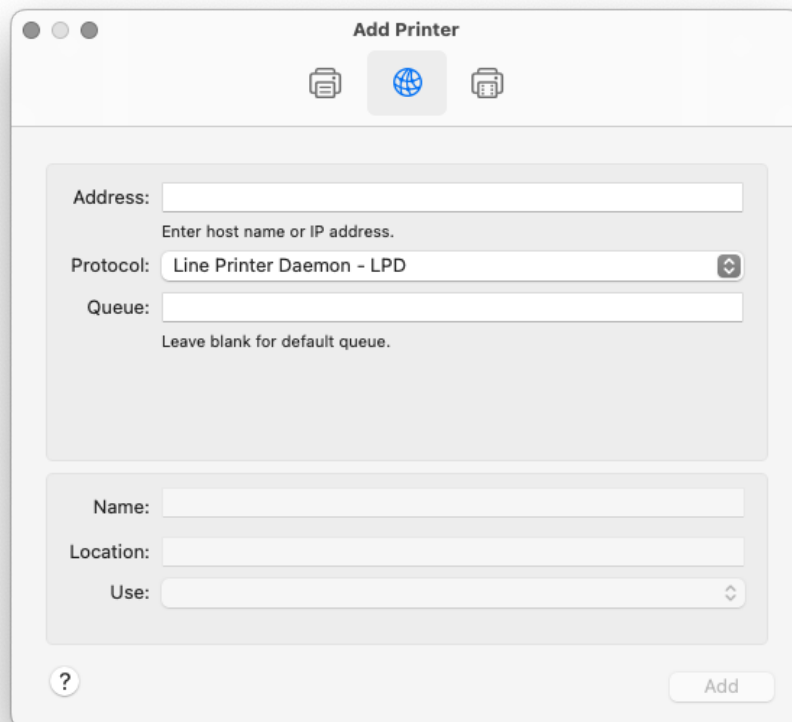 Add Printer
Address:
Enter host name or IP address.
Protocol: Line Printer Daemon - LPD
Queue:
Leave blank for default queue.
Name:
Location:
Use:
?
Add